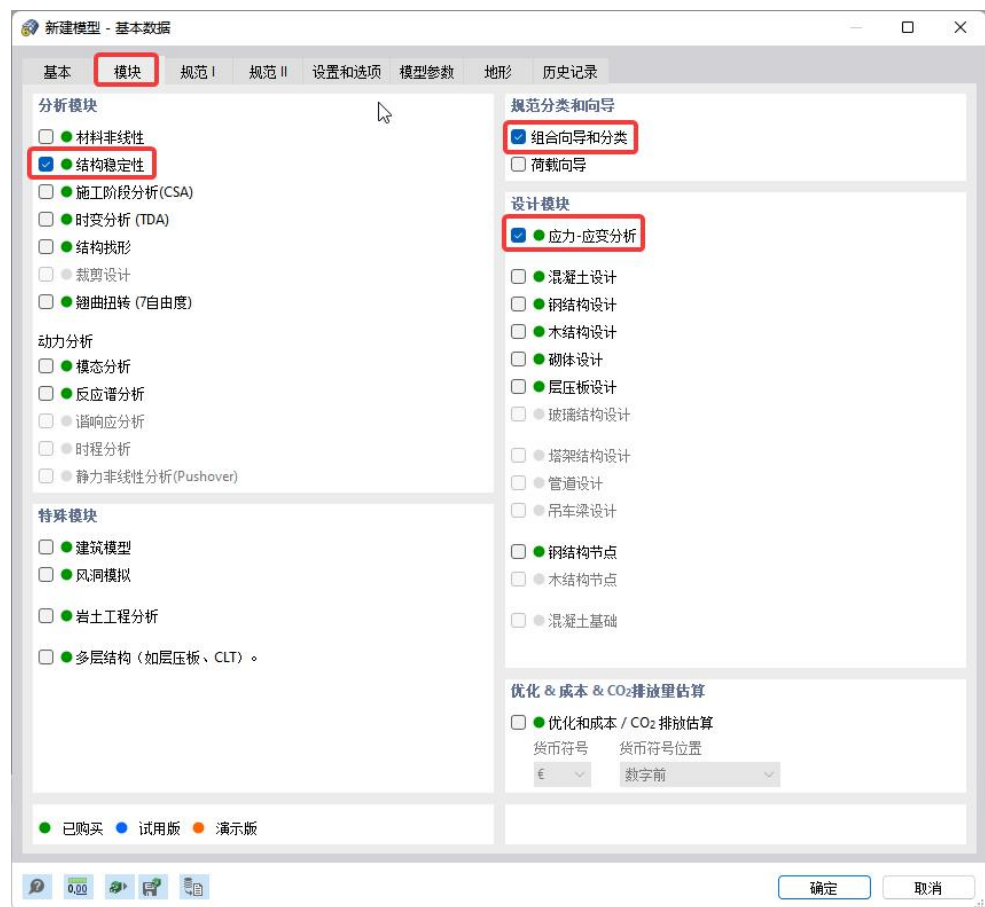 新建模型 - 基本数据
基本 模块 规范 I 规范 II 设置和选项 模型参数 地形 历史记录
分析模块
材料非线性
结构稳定性
施工阶段分析(CSA)
时变分析 (TDA)
结构找形
裁剪设计
翘曲扭转 (7自由度)
动力分析
模态分析
反应谱分析
谐响应分析
时程分析
静力非线性分析(Pushover)
特殊模块
建筑模型
风洞模拟
岩土工程分析
多层结构（如层压板、CLT）。
规范分类和向导
组合向导和分类
荷载向导
设计模块
应力-应变分析
混凝土设计
钢结构设计
木结构设计
砌体设计
层压板设计
玻璃结构设计
塔架结构设计
管道设计
吊车梁设计
钢结构节点
木结构节点
混凝土基础
优化 & 成本 & CO2排放量估算
优化和成本 / CO2 排放估算
货币符号 货币符号位置
€ 数字前
已购买 试用版 演示版
0,00
确定 取消